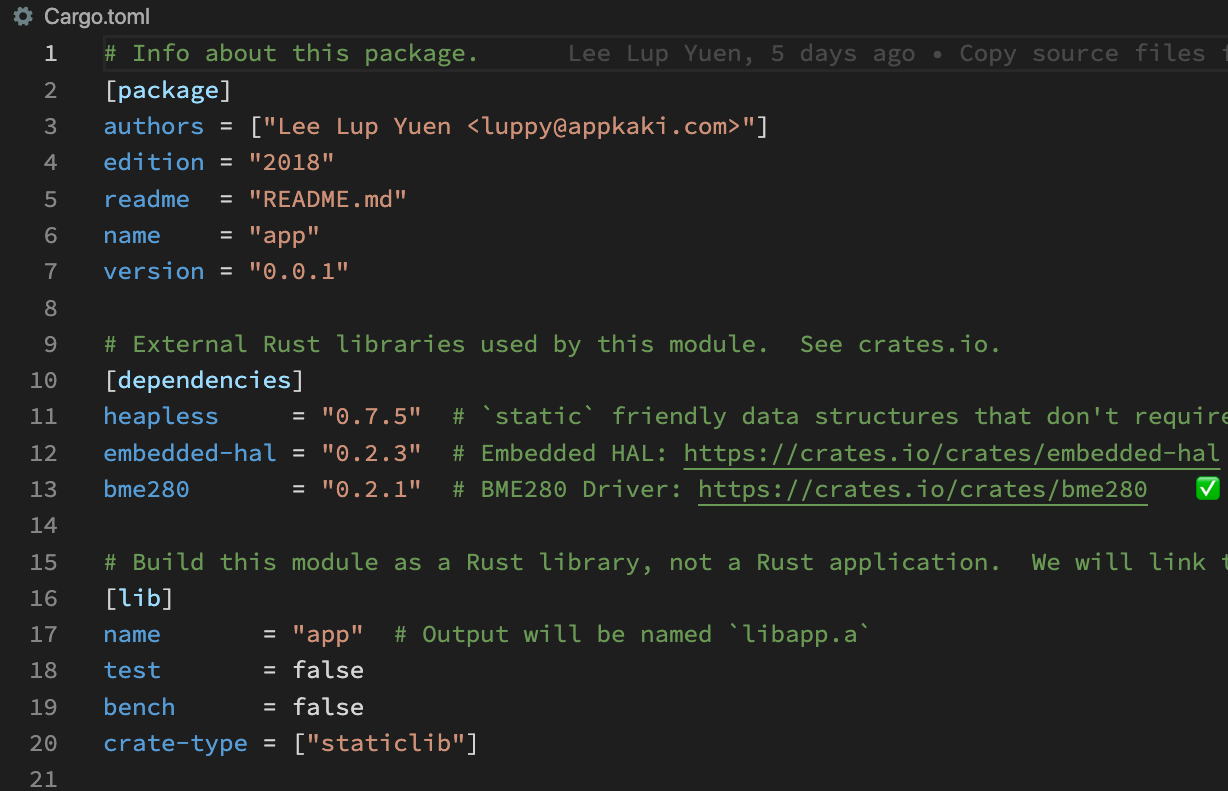 Cargo.toml
1 # Info about this package. Lee Lup Yuen, 5 days ago • Copy source files
2 [package]
3 authors = ["Lee Lup Yuen <luppy@appkaki.com>"]
4 edition = "2018"
5 readme  = "README.md"
6 name    = "app"
7 version = "0.0.1"
8
9 # External Rust libraries used by this module.  See crates.io.
10 [dependencies]
11 heapless     = "0.7.5"  # `static` friendly data structures that don't require
12 embedded-hal = "0.2.3"  # Embedded HAL: https://crates.io/crates/embedded-hal
13 bme280       = "0.2.1"  # BME280 Driver: https://crates.io/crates/bme280 ✅
14
15 # Build this module as a Rust library, not a Rust application.  We will link
16 [lib]
17 name       = "app"  # Output will be named `libapp.a`
18 test       = false
19 bench      = false
20 crate-type = ["staticlib"]
21